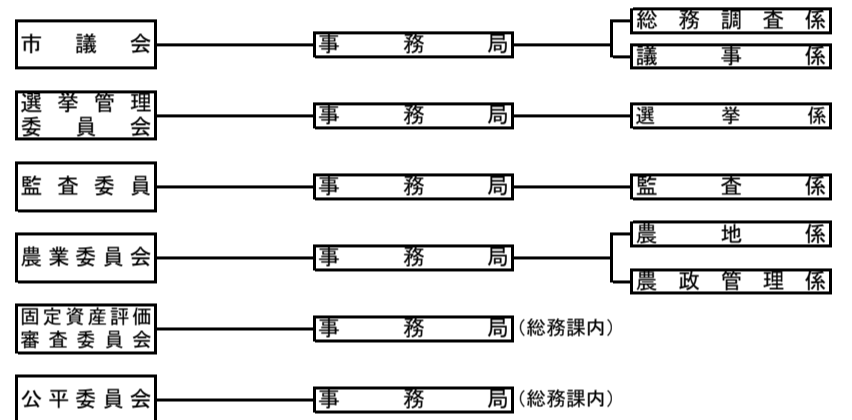 市議会 事務局 総務調査係
議事係
選挙管理
委員会 事務局 選挙係
監査委員 事務局 監査係
農業委員会 事務局 農地係
農政管理係
固定資産評価
審査委員会 事務局 (総務課内)
公平委員会 事務局 (総務課内)